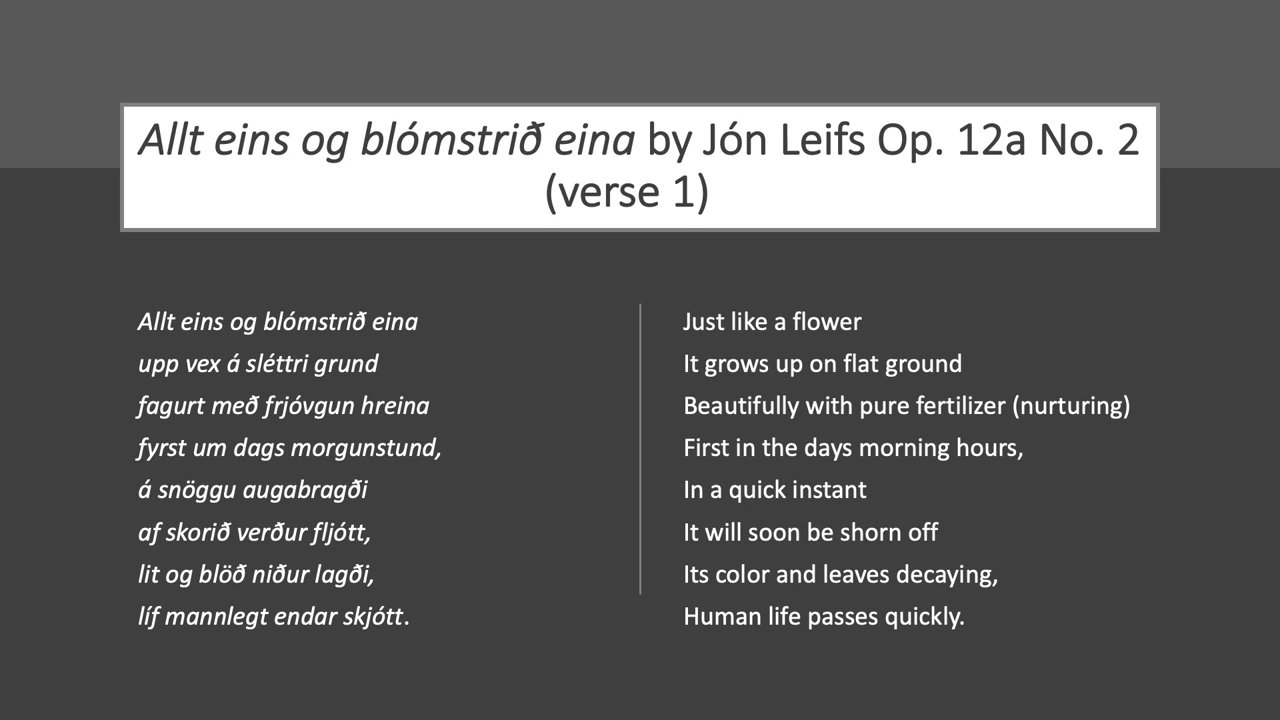 Allt eins og blómstrið eina by Jón Leifs Op. 12a No. 2
(verse 1)
Allt eins og blómstrið eina
upp vex á sléttri grund
fagurt með frjóvgun hreina
fyrst um dags morgunstund,
á snöggu augabragði
af skorið verður fljótt,
lit og blöð niður lagði,
líf mannlegt endar skjótt.
Just like a flower
It grows up on flat ground
Beautifully with pure fertilizer (nurturing)
First in the days morning hours,
In a quick instant
It will soon be shorn off
Its color and leaves decaying,
Human life passes quickly.